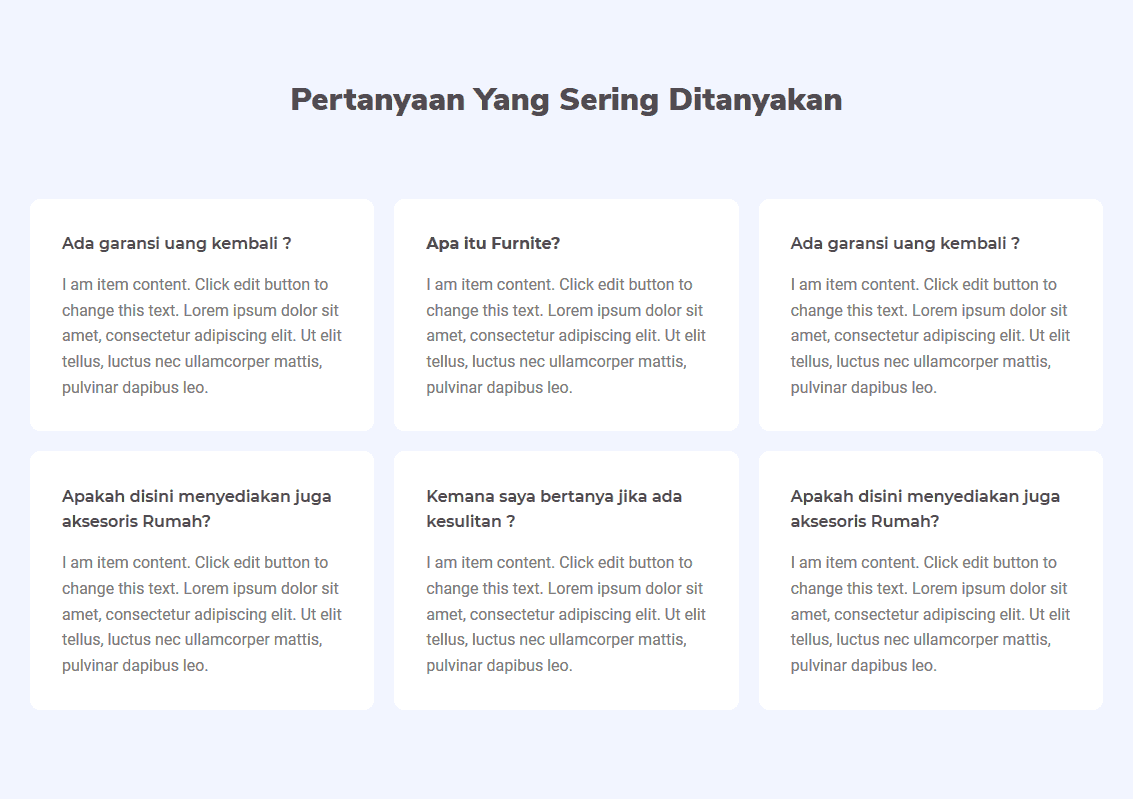 Pertanyaan Yang Sering Ditanyakan
Ada garansi uang kembali ?
I am item content. Click edit button to
change this text. Lorem ipsum dolor sit
amet, consectetur adipiscing elit. Ut elit
tellus, luctus nec ullamcorper mattis,
pulvinar dapibus leo.
Apa itu Furnite?
I am item content. Click edit button to
change this text. Lorem ipsum dolor sit
amet, consectetur adipiscing elit. Ut elit
tellus, luctus nec ullamcorper mattis,
pulvinar dapibus leo.
Ada garansi uang kembali ?
I am item content. Click edit button to
change this text. Lorem ipsum dolor sit
amet, consectetur adipiscing elit. Ut elit
tellus, luctus nec ullamcorper mattis,
pulvinar dapibus leo.
Apakah disini menyediakan juga
aksesoris Rumah?
I am item content. Click edit button to
change this text. Lorem ipsum dolor sit
amet, consectetur adipiscing elit. Ut elit
tellus, luctus nec ullamcorper mattis,
pulvinar dapibus leo.
Kemana saya bertanya jika ada
kesulitan ?
I am item content. Click edit button to
change this text. Lorem ipsum dolor sit
amet, consectetur adipiscing elit. Ut elit
tellus, luctus nec ullamcorper mattis,
pulvinar dapibus leo.
Apakah disini menyediakan juga
aksesoris Rumah?
I am item content. Click edit button to
change this text. Lorem ipsum dolor sit
amet, consectetur adipiscing elit. Ut elit
tellus, luctus nec ullamcorper mattis,
pulvinar dapibus leo.